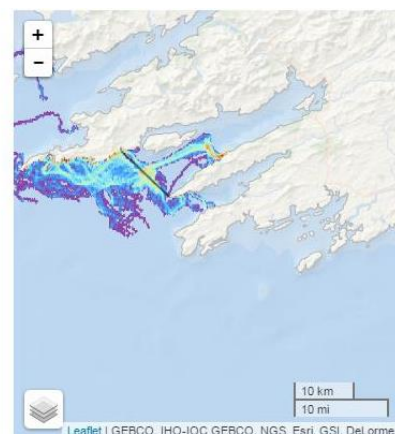 +
−
10 km
10 mi
Leaflet | GEBCO, IHO-IOC GEBCO, NGS, Esri, GSI, DeLorme